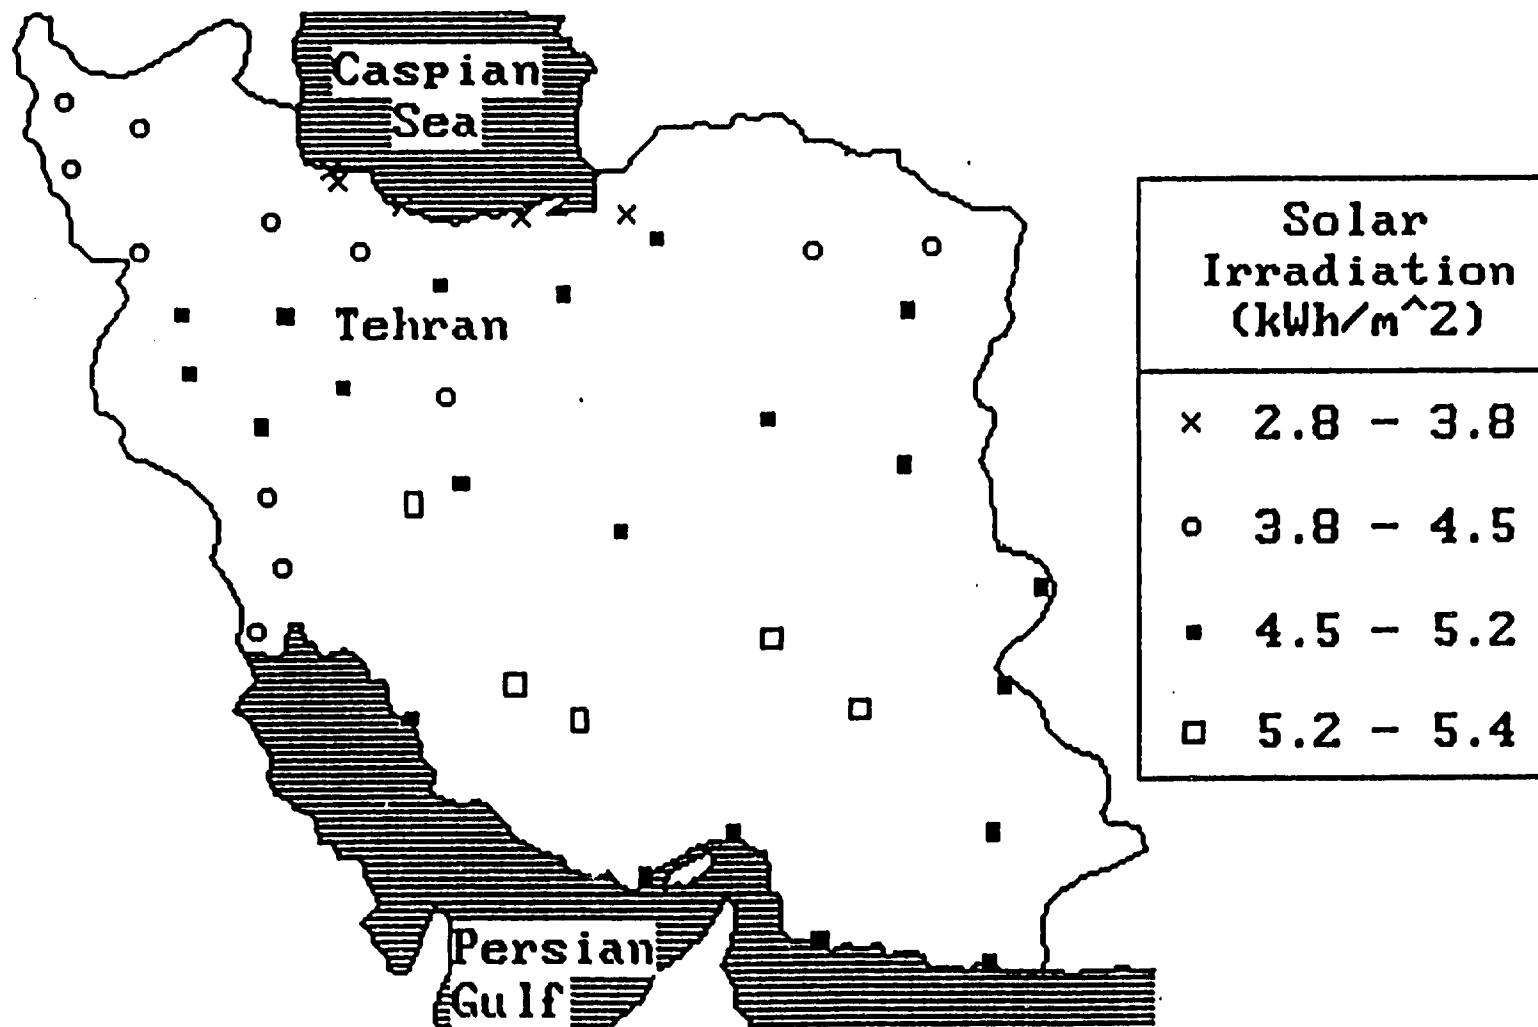 Caspian
Sea
Tehran
Persian
Gulf
Solar
Irradiation
(kWh/m^2)
× 2.8 - 3.8
o 3.8 - 4.5
▪ 4.5 - 5.2
□ 5.2 - 5.4